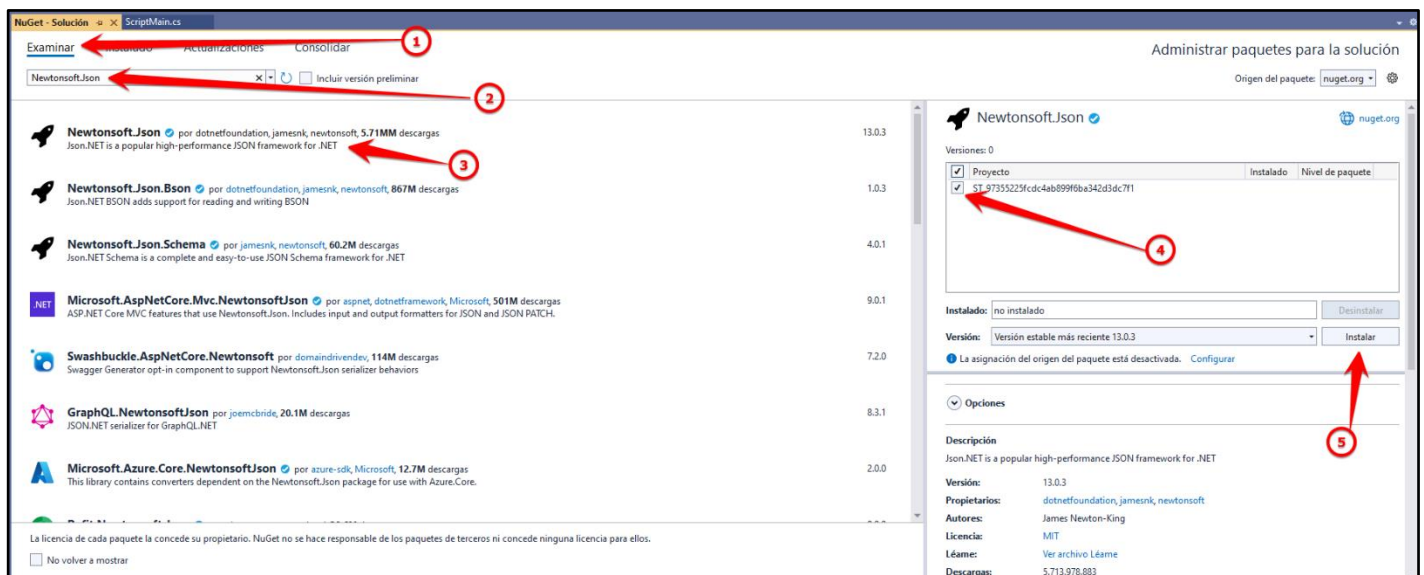 NuGet - Solución
ScriptMain.cs
Examinar
Actualizaciones
Consolidar
1
Administrar paquetes para la solución
Newtonsoft.Json
Incluir versión preliminar
2
Origen del paquete: nuget.org
Newtonsoft.Json por dotnetfoundation, jamesnk, newtonsoft, 5.71MM descargas
13.0.3
Json.NET is a popular high-performance JSON framework for .NET
3
Newtonsoft.Json.Bson por dotnetfoundation, jamesnk, newtonsoft, 867M descargas
1.0.3
Json.NET BSON adds support for reading and writing BSON
Newtonsoft.Json.Schema por jamesnk, newtonsoft, 60.2M descargas
4.0.1
Json.NET Schema is a complete and easy-to-use JSON Schema framework for .NET
.NET
Microsoft.AspNetCore.Mvc.NewtonsoftJson por aspnet, dotnetframework, Microsoft, 501M descargas
9.0.1
ASP.NET Core MVC features that use Newtonsoft.Json. Includes input and output formatters for JSON and JSON PATCH.
Swashbuckle.AspNetCore.Newtonsoft por domaindrivendev, 114M descargas
7.2.0
Swagger Generator opt-in component to support Newtonsoft.Json serializer behaviors
GraphQL.NewtonsoftJson por joemcbride, 20.1M descargas
8.3.1
JSON.NET serializer for GraphQL.NET
Microsoft.Azure.Core.NewtonsoftJson por azure-sdk, Microsoft, 12.7M descargas
2.0.0
This library contains converters dependent on the Newtonsoft.Json package for use with Azure.Core.
La licencia de cada paquete la concede su propietario. NuGet no se hace responsable de los paquetes de terceros ni concede ninguna licencia para ellos.
No volver a mostrar
Newtonsoft.Json
nuget.org
Versiones: 0
Proyecto Instalado Nivel de paquete
ST_97355225fcdc4ab899f6ba342d3dc7f1
4
Instalado: no instalado
Desinstalar
Versión: Versión estable más reciente 13.0.3
Instalar
La asignación del origen del paquete está desactivada. Configurar
Opciones
5
Descripción
Json.NET is a popular high-performance JSON framework for .NET
Versión: 13.0.3
Propietarios: dotnetfoundation, jamesnk, newtonsoft
Autores: James Newton-King
Licencia: MIT
Léame: Ver archivo Léame
Descargas: 5.713.978.883